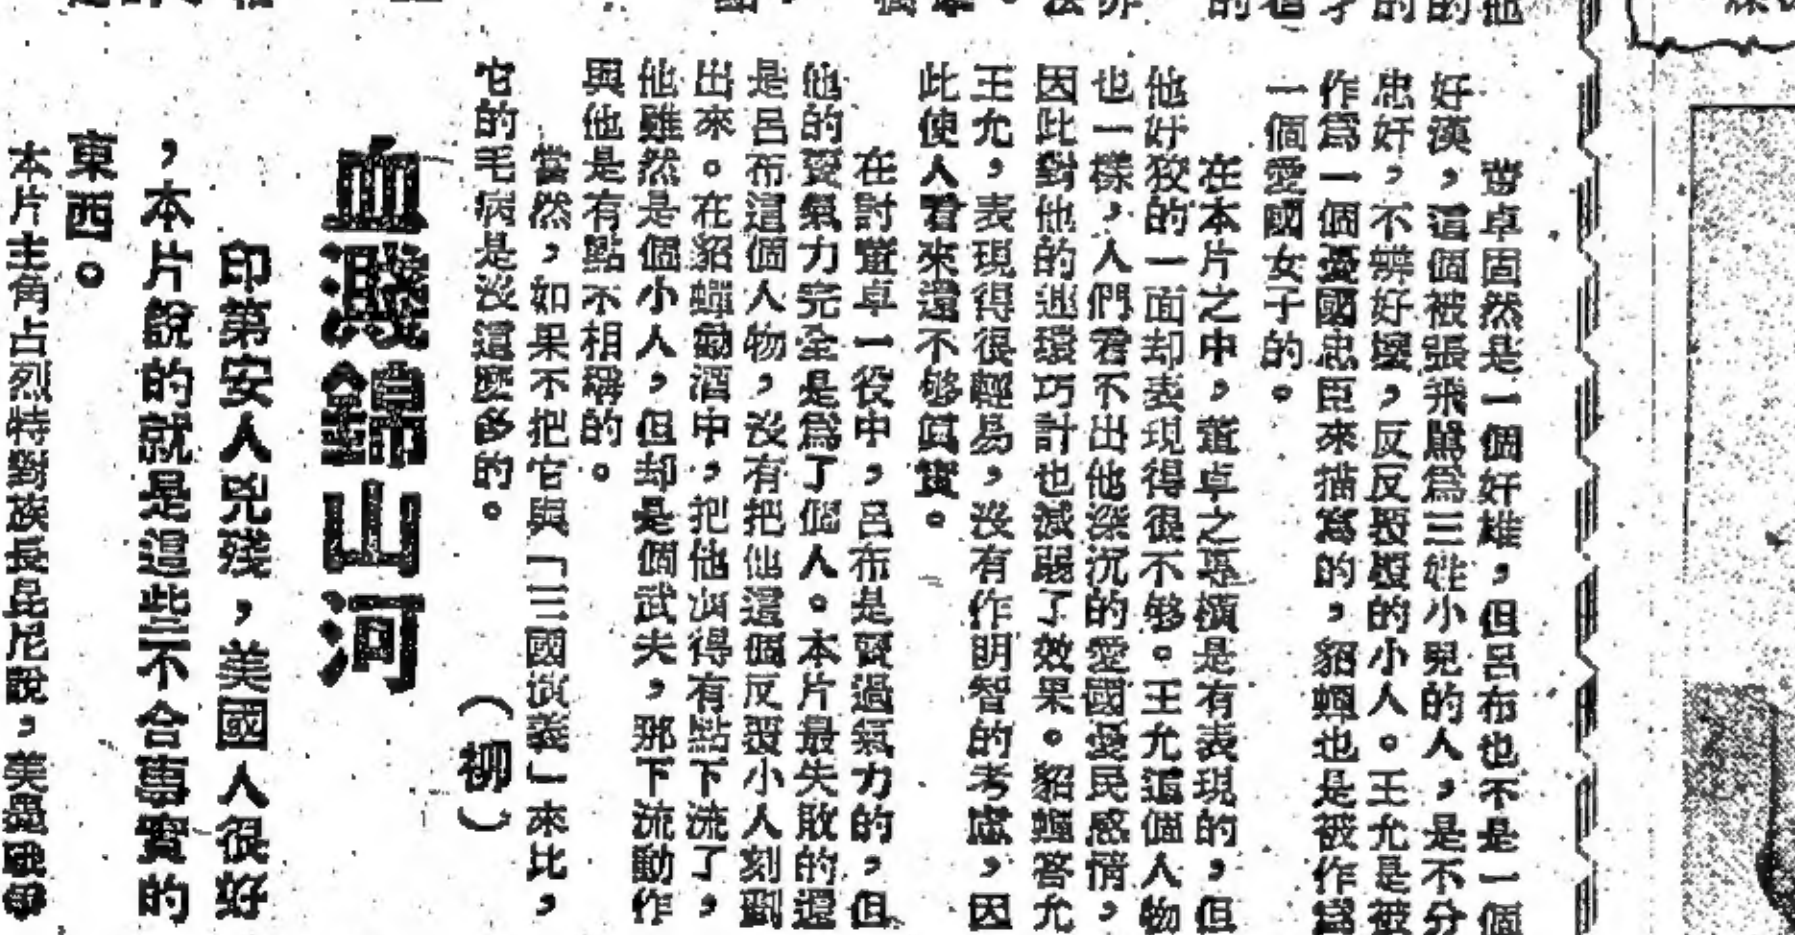 董卓固然是一個奸雄，但呂布也不是一個
好漢，這個被張飛罵爲三姓小兒的人，是不分
忠奸，不辨好壞，反反覆覆的小人。王允是被
作爲一個憂國忠臣來描寫的，貂蟬也是被作爲
一個愛國女子的。
在本片之中，董卓之專橫是有表現的，但
他奸狡的一面却表現得很不够。王允這個人物
也一樣，人們看不出他深沉的愛國憂民感情，
因此對他的連環巧計也減弱了效果。貂蟬答允
王允，表現得很輕易，沒有作明智的考慮，因
此使人看來還不够眞實。
在討董卓一役中，呂布是賣過氣力的，但
他的賣氣力完全是爲了個人。本片最失敗的還
是呂布這個人物，沒有把他這個反覆小人刻劃
出來。在貂蟬勸酒中，把他演得有點下流了，
他雖然是個小人，但却是個武夫，那下流動作
與他是有點不相稱的。
當然，如果不把它與「三國演義」來比，
它的毛病是沒這麼多的。
（柳）
血濺錦山河
印第安人兇殘，美國人很好
，本片說的就是這些不合事實的
東西。
本片主角占烈特對族長昆尼說，美墨戰爭